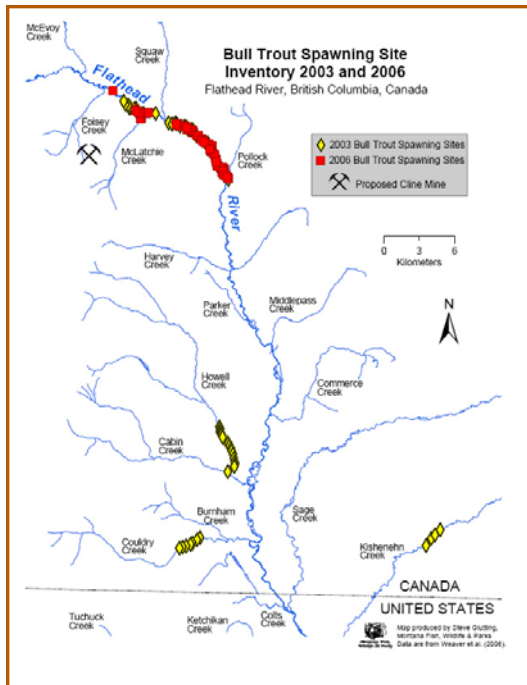 McEvoy
Creek
Squaw
Creek
Bull Trout Spawning Site
Inventory 2003 and 2006
Flathead River, British Columbia, Canada
Flathead
Foisey
Creek
McLatchie
Creek
Pollock
Creek
2003 Bull Trout Spawning Sites
2006 Bull Trout Spawning Sites
Proposed Cline Mine
River
0 3 6
Kilometers
Harvey
Creek
Parker
Creek
Middlepass
Creek
N
Howell
Creek
Commerce
Creek
Cabin
Creek
Burnham
Creek
Sage
Creek
Couldry
Creek
Kishenehn
Creek
CANADA
UNITED STATES
Tuchuck
Creek
Ketchikan
Creek
Colts
Creek
Map produced by Steve Glutting,
Montana Fish, Wildlife & Parks
Data are from Weaver et al. (2006).